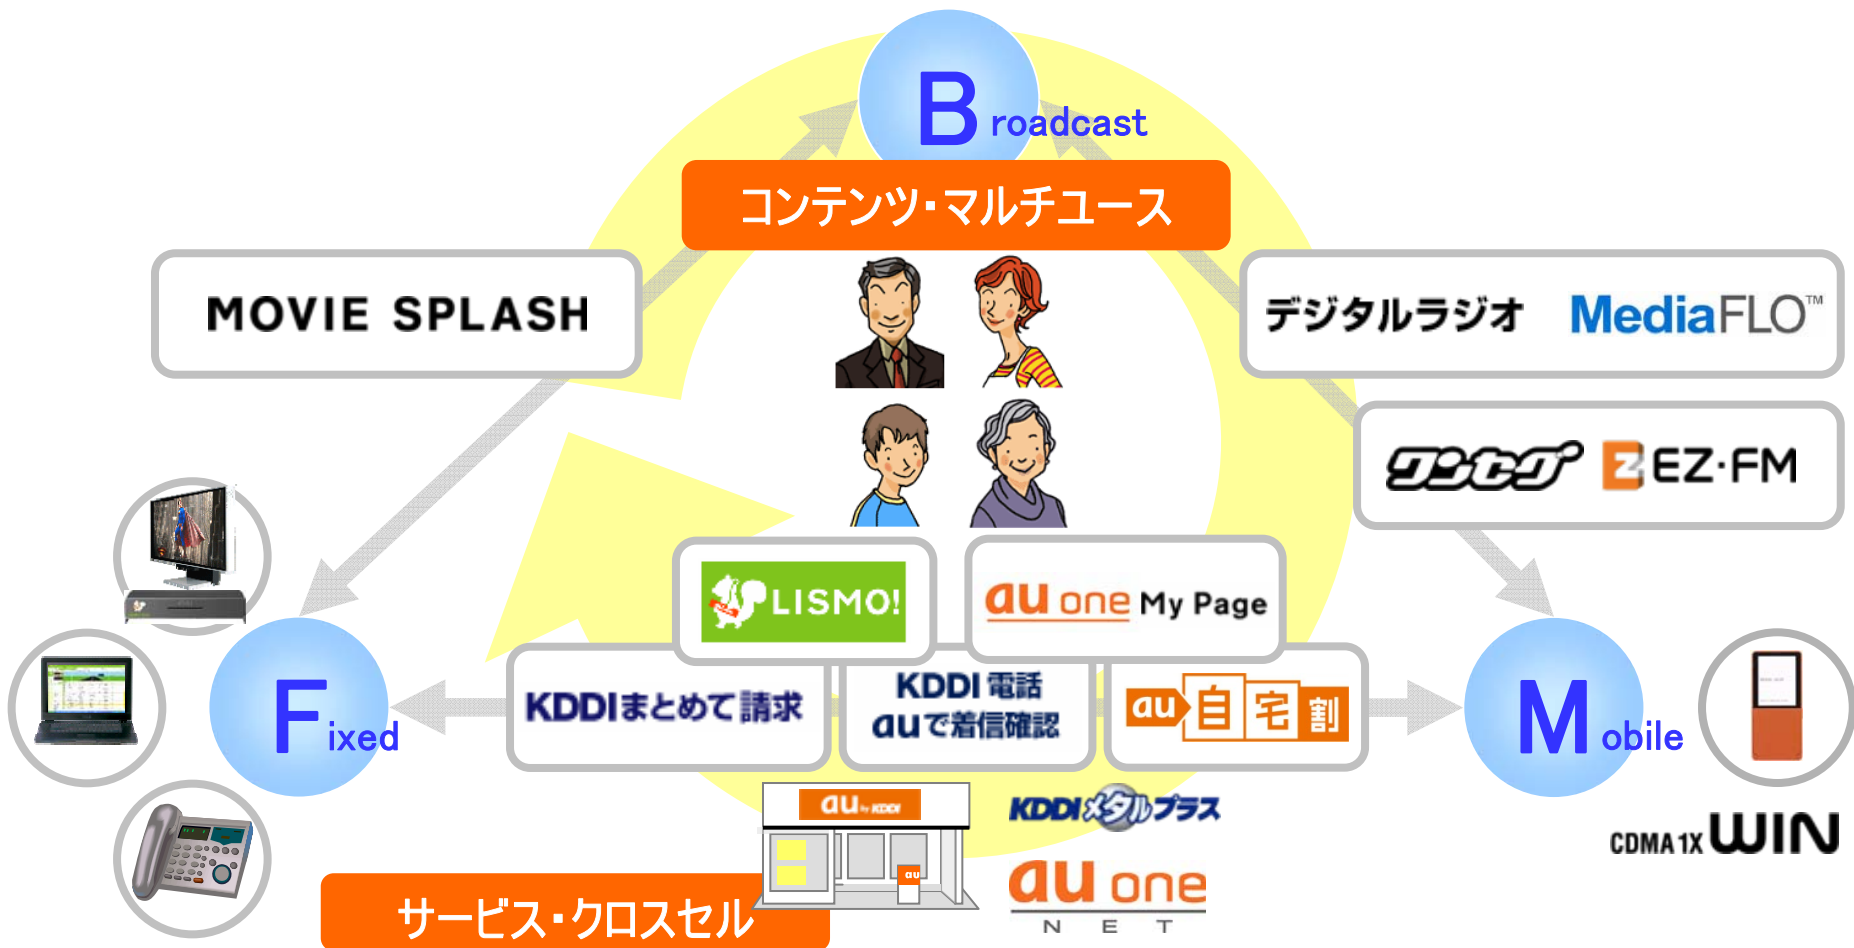 Broadcast
コンテンツ・マルチユース
MOVIE SPLASH
デジタルラジオ MediaFLO™
ワンセグ EZ EZ・FM
LISMO!
au one My Page
Fixed
KDDIまとめて請求
KDDI 電話
auで着信確認
au 自宅割
Mobile
au by KDDI
KDDIメタルプラス
CDMA 1X WIN
au
au one
NET
サービス・クロスセル